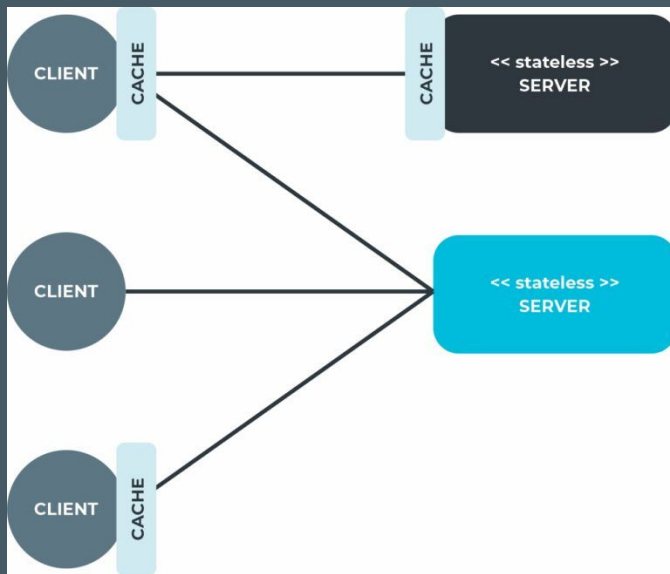 CLIENT
CACHE
CACHE
<< stateless >>
SERVER
CLIENT
<< stateless >>
SERVER
CLIENT
CACHE